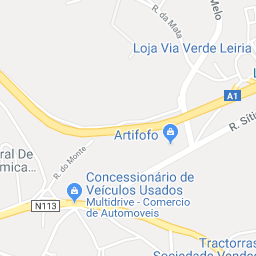 R. da Mata
Melo
Loja Via Verde Leiria
A1
Artifofo
R. Síti
ral De
mica...
R. do Monte
Concessionário de
Veículos Usados
Multidrive - Comercio
de Automoveis
N113
Tractorras
Sociedade Vended